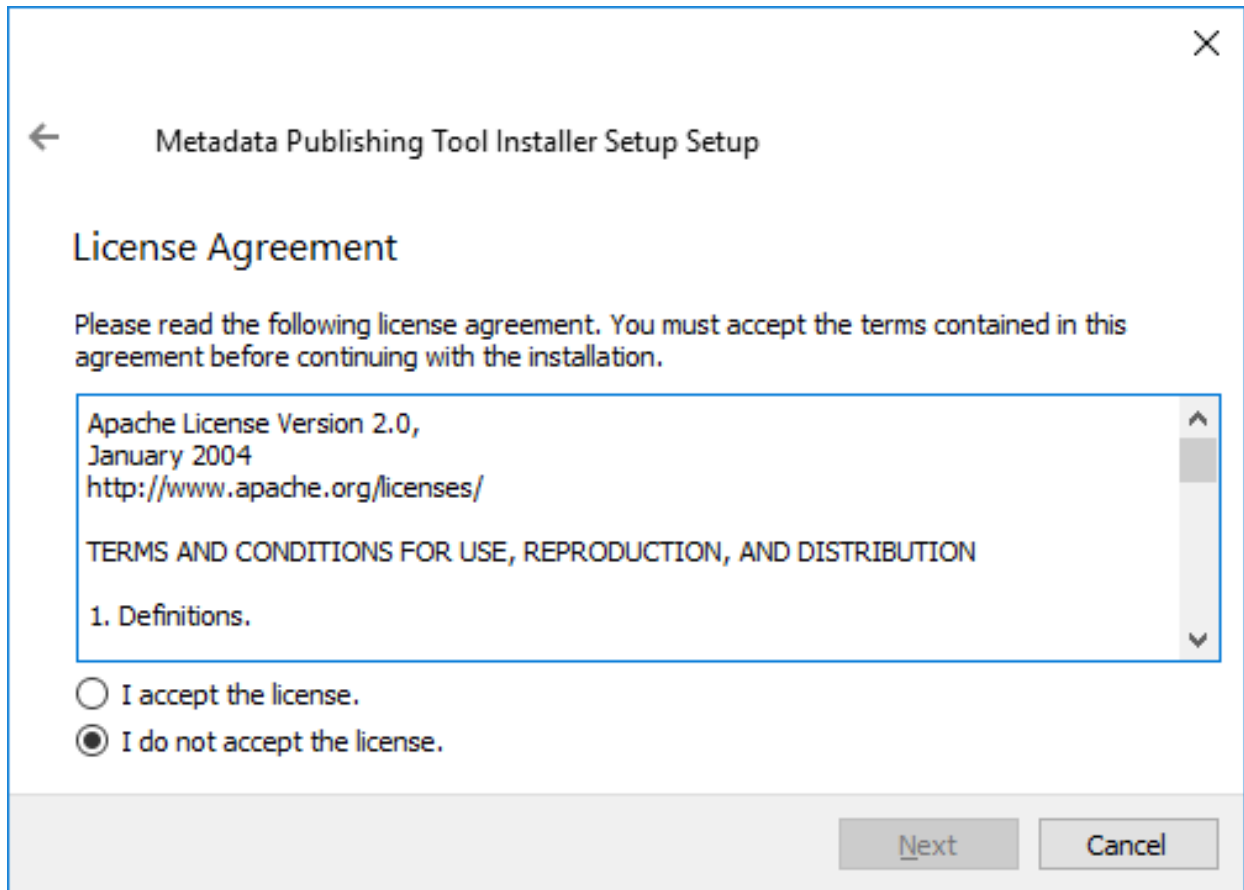 Metadata Publishing Tool Installer Setup Setup
License Agreement
Please read the following license agreement. You must accept the terms contained in this
agreement before continuing with the installation.
Apache License Version 2.0,
January 2004
http://www.apache.org/licenses/
TERMS AND CONDITIONS FOR USE, REPRODUCTION, AND DISTRIBUTION
1. Definitions.
I accept the license.
I do not accept the license.
Next
Cancel